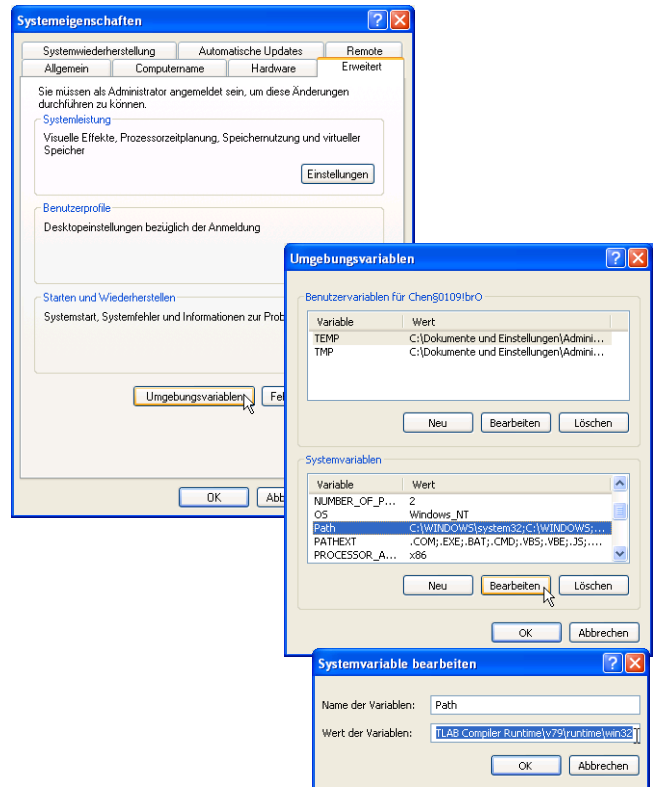 Systemeigenschaften
Systemwiederherstellung Automatische Updates Remote
Allgemein Computername Hardware Erweitert
Sie müssen als Administrator angemeldet sein, um diese Änderungen
durchführen zu können.
Systemleistung
Visuelle Effekte, Prozessorzeitplanung, Speichernutzung und virtueller
Speicher
Einstellungen
Benutzerprofile
Desktopeinstellungen bezüglich der Anmeldung
Starten und Wiederherstellen
Systemstart, Systemfehler und Informationen zur Prob
Umgebungsvariablen Feh
OK Abb
Umgebungsvariablen
Benutzervariablen für Chen§0109!brO
Variable Wert
TEMP C:\Dokumente und Einstellungen\Admini...
TMP C:\Dokumente und Einstellungen\Admini...
Neu Bearbeiten Löschen
Systemvariablen
Variable Wert
NUMBER_OF_P... 2
OS Windows_NT
Path C:\WINDOWS\system32;C:\WINDOWS;...
PATHEXT .COM;.EXE;.BAT;.CMD;.VBS;.VBE;.JS;....
PROCESSOR_A... x86
Neu Bearbeiten Löschen
OK Abbrechen
Systemvariable bearbeiten
Name der Variablen: Path
Wert der Variablen: TLAB Compiler Runtime\v79\runtime\win32
OK Abbrechen